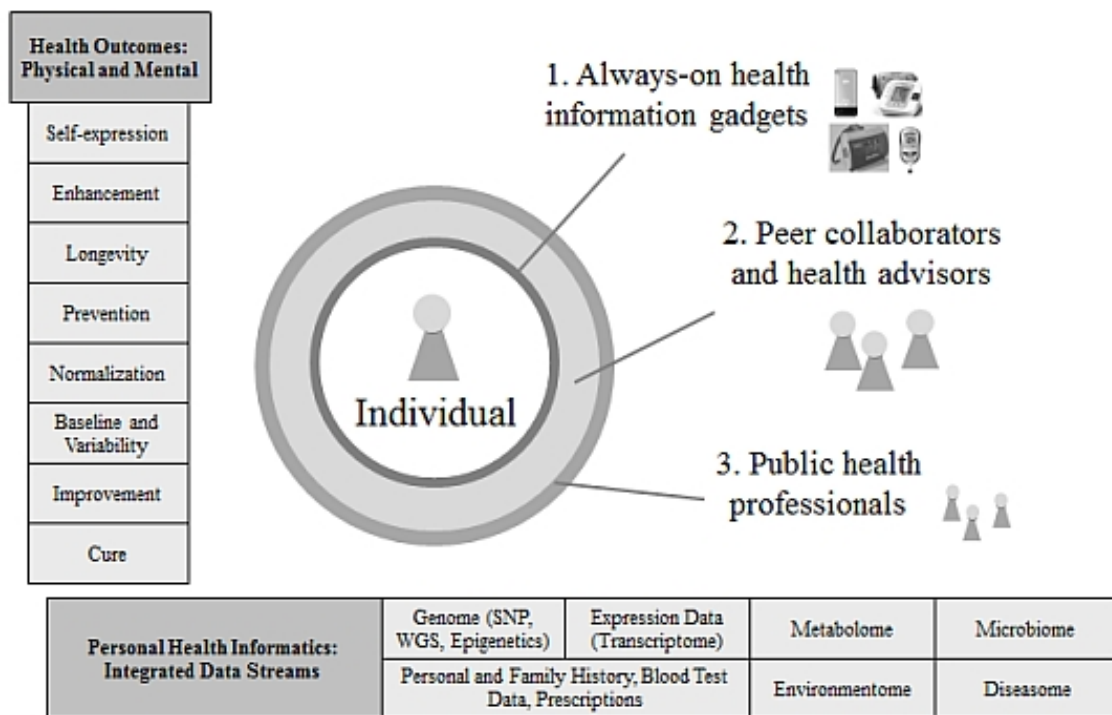 Health Outcomes:
Physical and Mental
Self-expression
Enhancement
Longevity
Prevention
Normalization
Baseline and
Variability
Improvement
Cure
1. Always-on health
information gadgets
2. Peer collaborators
and health advisors
3. Public health
professionals
Individual
Personal Health Informatics:
Integrated Data Streams
Genome (SNP,
WGS, Epigenetics)
Expression Data
(Transcriptome)
Metabolome
Microbiome
Personal and Family History, Blood Test
Data, Prescriptions
Environmentome
Diseasome